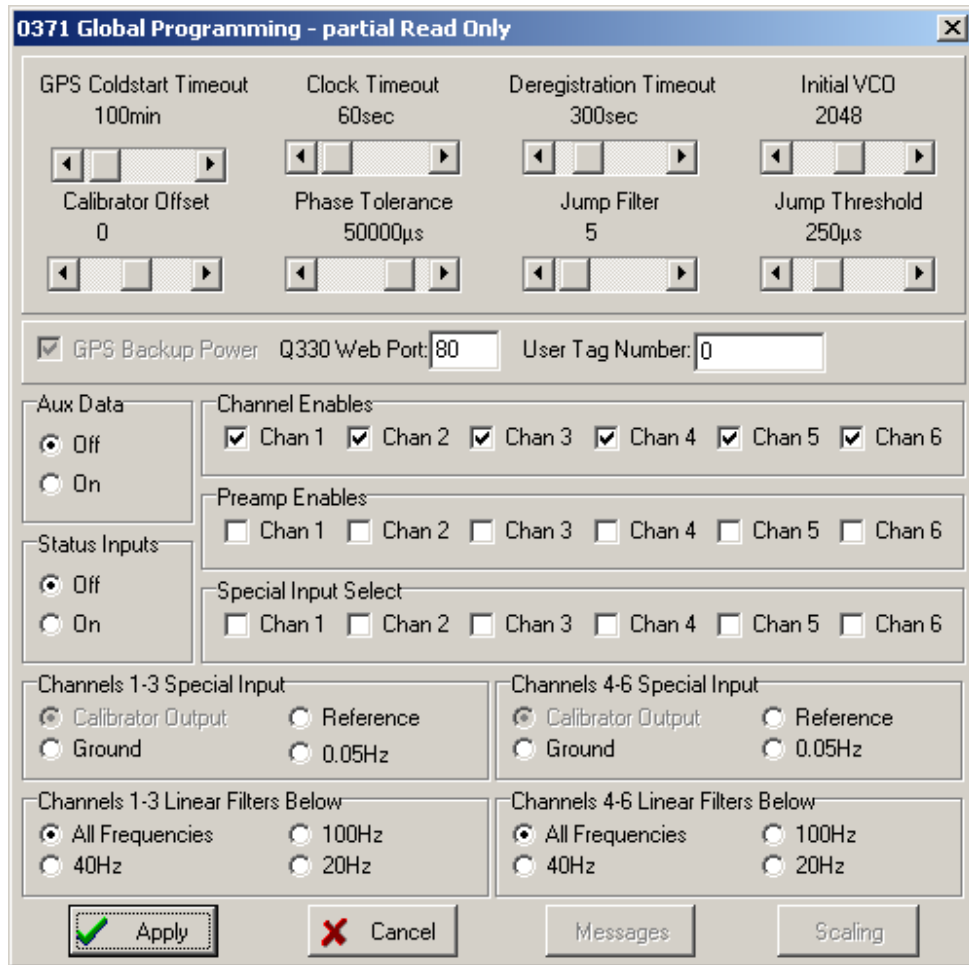 0371 Global Programming - partial Read Only
GPS Coldstart Timeout Clock Timeout Deregistration Timeout Initial VCO
100min 60sec 300sec 2048
Calibrator Offset Phase Tolerance Jump Filter Jump Threshold
0 50000µs 5 250µs
GPS Backup Power Q330 Web Port: 80 User Tag Number: 0
Aux Data
Off
On
Channel Enables
Chan 1 Chan 2 Chan 3 Chan 4 Chan 5 Chan 6
Preamp Enables
Chan 1 Chan 2 Chan 3 Chan 4 Chan 5 Chan 6
Status Inputs
Off
On
Special Input Select
Chan 1 Chan 2 Chan 3 Chan 4 Chan 5 Chan 6
Channels 1-3 Special Input
Calibrator Output Reference
Ground 0.05Hz
Channels 4-6 Special Input
Calibrator Output Reference
Ground 0.05Hz
Channels 1-3 Linear Filters Below
All Frequencies 100Hz
40Hz 20Hz
Channels 4-6 Linear Filters Below
All Frequencies 100Hz
40Hz 20Hz
Apply Cancel Messages Scaling